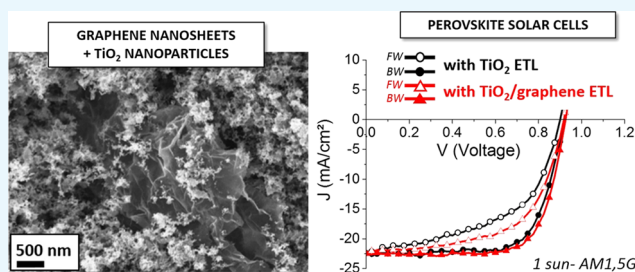 GRAPHENE NANOSHEETS
+ TiO₂ NANOPARTICLES
500 nm
PEROVSKITE SOLAR CELLS
FW
BW
with TiO₂ ETL
FW
BW
with TiO₂/graphene ETL
10
5
0
-5
-10
-15
-20
-25
J (mA/cm²)
0.0 0.2 0.4 0.6 0.8 1.0 1.2
V (Voltage)
1 sun- AM1,5G